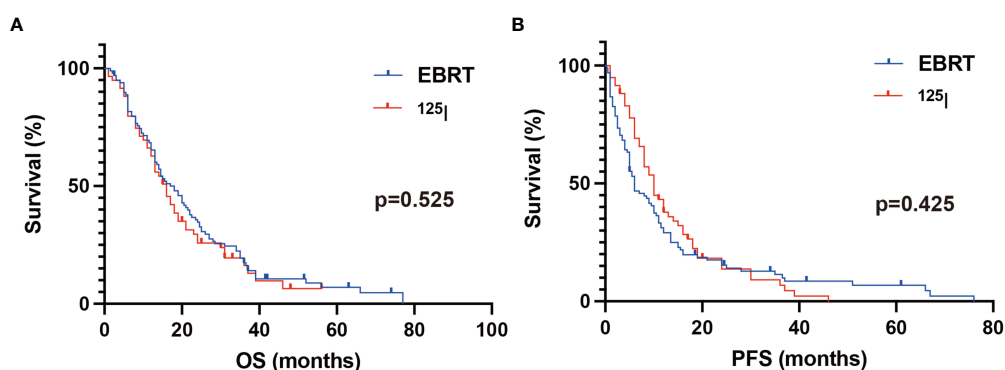 A
Survival (%)
100
50
0
0 20 40 60 80 100
OS (months)
EBRT
¹²⁵I
p=0.525
B
Survival (%)
100
50
0
0 20 40 60 80
PFS (months)
EBRT
¹²⁵I
p=0.425